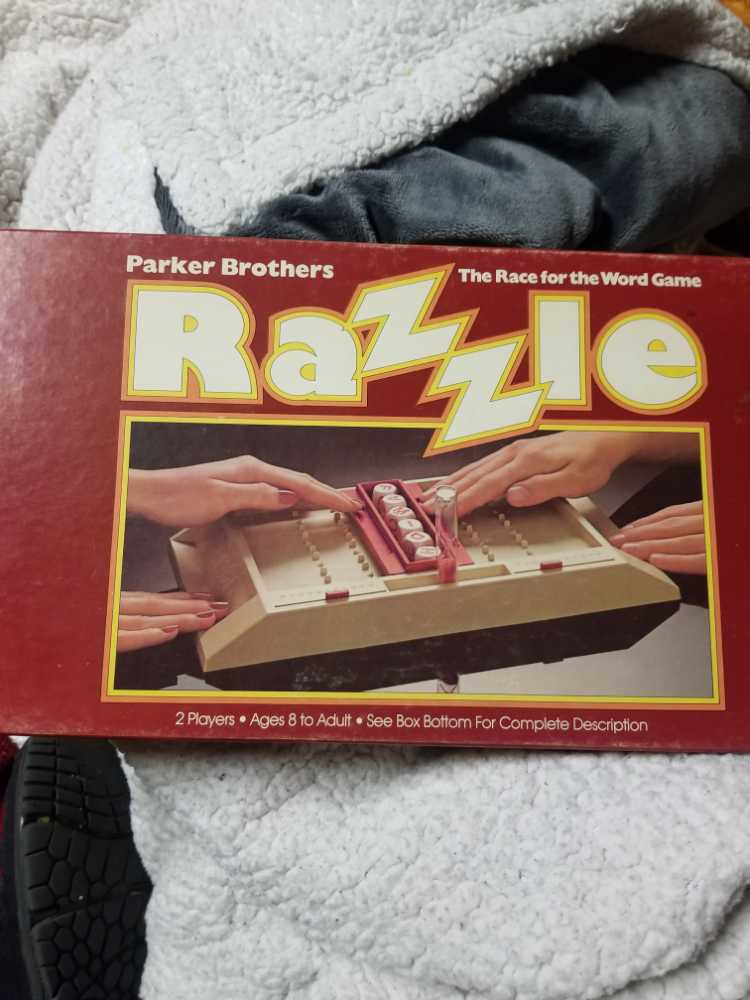 Parker Brothers
The Race for the Word Game
Razzle
2 Players • Ages 8 to Adult • See Box Bottom For Complete Description